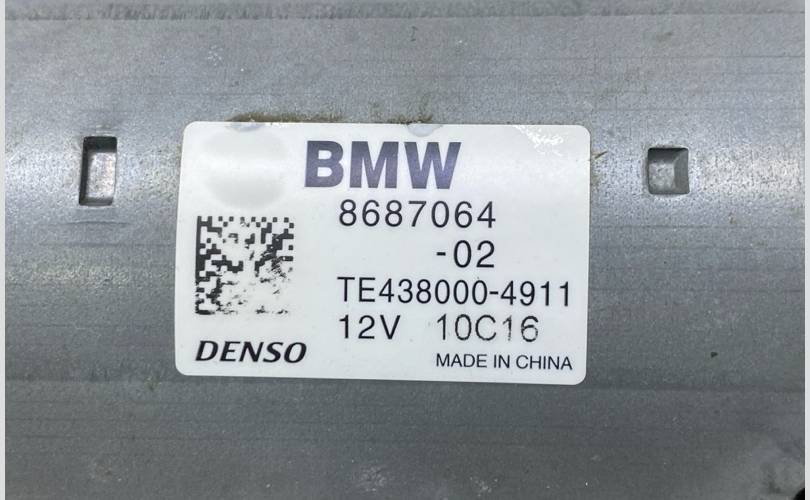 BMW
8687064
-02
TE438000-4911
12V 10C16
DENSO
MADE IN CHINA